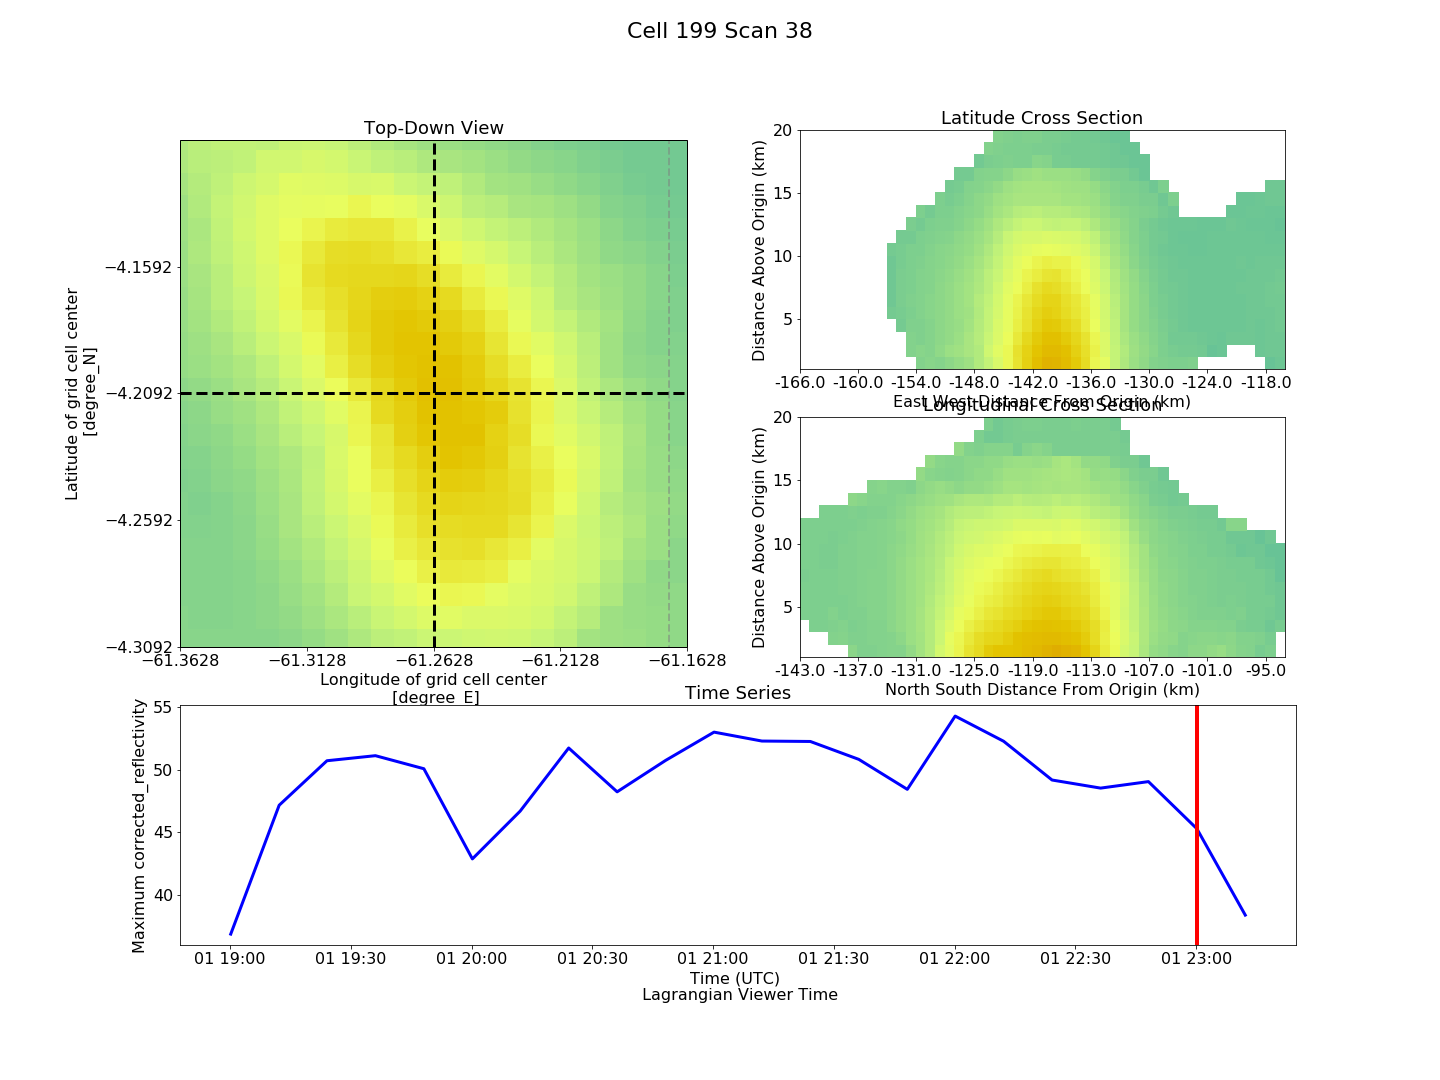 Cell 199 Scan 38
Top-Down View
Latitude of grid cell center
[degree_N]
−4.1592
−4.2092
−4.2592
−4.3092
−61.3628 −61.3128 −61.2628 −61.2128 −61.1628
Longitude of grid cell center
[degree_E]
Latitude Cross Section
Distance Above Origin (km)
20
15
10
5
-166.0 -160.0 -154.0 -148.0 -142.0 -136.0 -130.0 -124.0 -118.0
East West Distance From Origin (km)
Longitudinal Cross Section
Distance Above Origin (km)
20
15
10
5
-143.0 -137.0 -131.0 -125.0 -119.0 -113.0 -107.0 -101.0 -95.0
North South Distance From Origin (km)
Time Series
Maximum corrected_reflectivity
55
50
45
40
01 19:00 01 19:30 01 20:00 01 20:30 01 21:00 01 21:30 01 22:00 01 22:30 01 23:00
Time (UTC)
Lagrangian Viewer Time